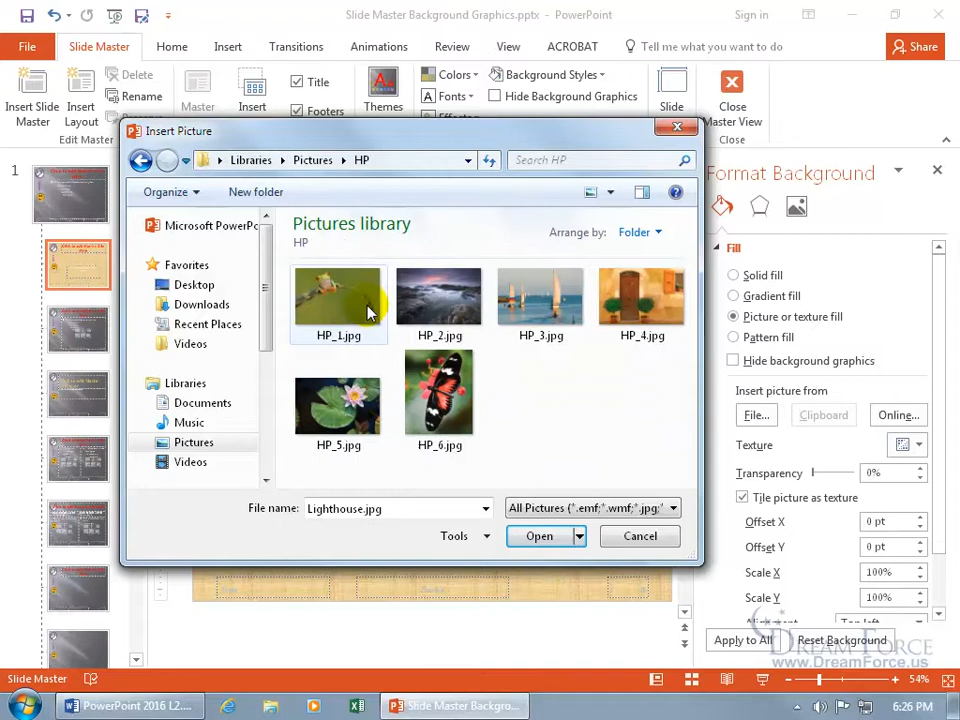 Slide Master Background Graphics.pptx - PowerPoint
Sign in
File
Slide Master
Home
Insert
Transitions
Animations
Review
View
ACROBAT
Tell me what you want to do
Share
Insert Slide Master
Insert Layout
Delete
Rename
Edit Master
Master
Insert
Title
Footers
Themes
Colors
Fonts
Background Styles
Hide Background Graphics
Slide
Close Master View
Close
Insert Picture
Libraries
Pictures
HP
Search HP
Organize
New folder
Microsoft PowerPo
Favorites
Desktop
Downloads
Recent Places
Videos
Libraries
Documents
Music
Pictures
Videos
Pictures library
HP
Arrange by:
Folder
HP_1.jpg
HP_2.jpg
HP_3.jpg
HP_4.jpg
HP_5.jpg
HP_6.jpg
File name:
Lighthouse.jpg
All Pictures (*.emf;*.wmf;*.jpg;*
Tools
Open
Cancel
1
Format Background
Fill
Solid fill
Gradient fill
Picture or texture fill
Pattern fill
Hide background graphics
Insert picture from
File...
Clipboard
Online...
Texture
Transparency
0%
Tile picture as texture
Offset X
0 pt
Offset Y
0 pt
Scale X
100%
Scale Y
100%
Apply to All
Reset Background
DREAM FORCE
www.DreamForce.us
Slide Master
54%
PowerPoint 2016 L2....
Slide Master Backgro...
6:26 PM